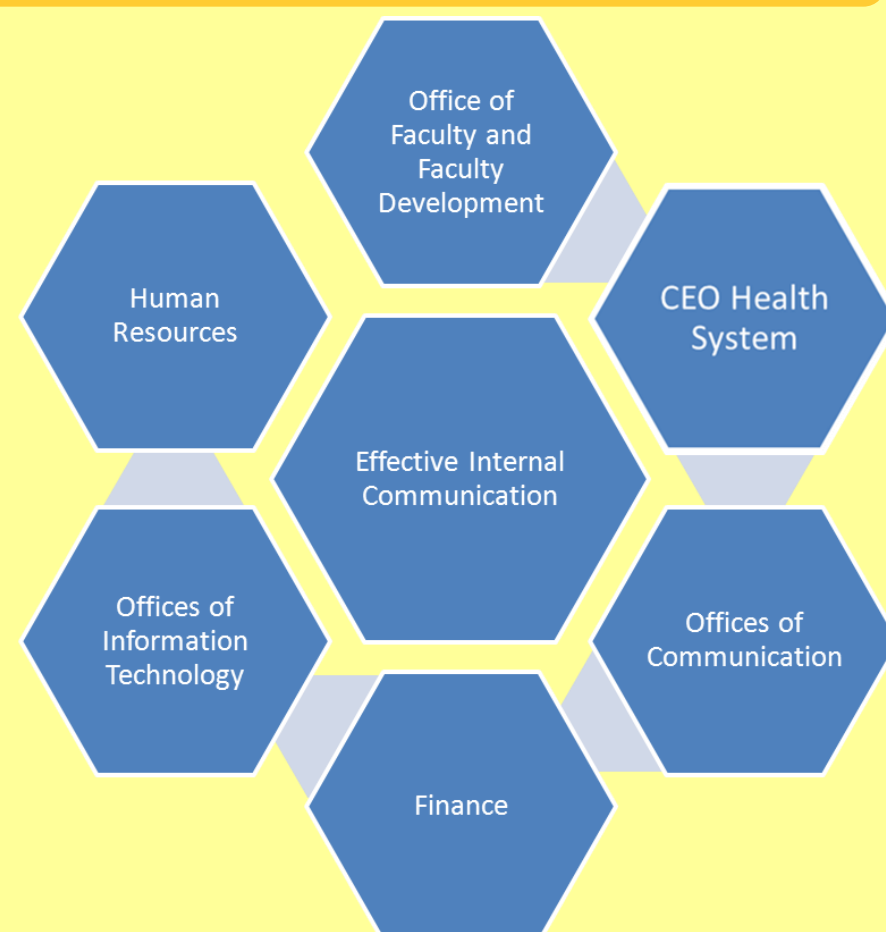 Office of
Faculty and
Faculty
Development
Human
Resources
CEO Health
System
Effective Internal
Communication
Offices of
Information
Technology
Offices of
Communication
Finance